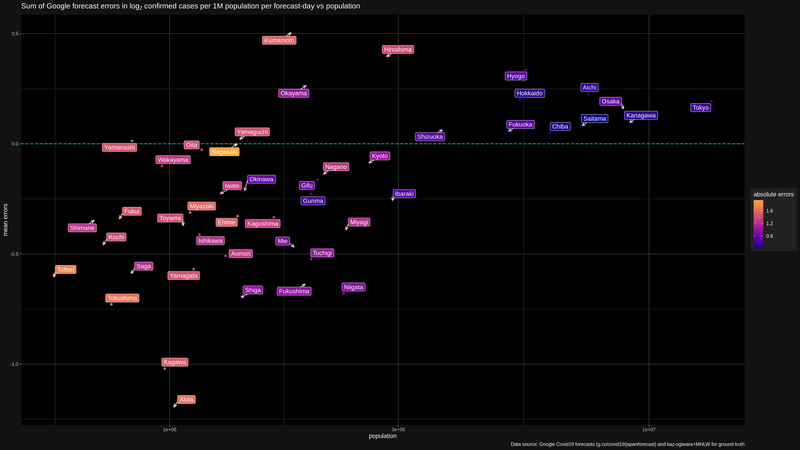 Sum of Google forecast errors in log₂ confirmed cases per 1M population per forecast-day vs population
0.5
Kumamoto
Hiroshima
Hyogo
Okayama
Hokkaido
Aichi
Osaka
Tokyo
Kanagawa
Saitama
Chiba
Fukuoka
Shizuoka
Yamaguchi
0.0
Yamanashi
Oita
Nagasaki
Wakayama
Kyoto
Nagano
Okinawa
Iwate
Gifu
Ibaraki
Gunma
absolute errors
1.6
1.2
0.8
mean errors
Miyazaki
Fukui
Toyama
Ehime
Kagoshima
Miyagi
Shimane
Kochi
Ishikawa
Mie
-0.5
Aomori
Tochigi
Tottori
Saga
Yamagata
Shiga
Fukushima
Niigata
Tokushima
-1.0
Kagawa
Akita
1e+06
3e+06
1e+07
population
Data source: Google Covid19 forecasts (g.co/covid19/japanforecast) and kaz-ogiwara+MHLW for ground-truth